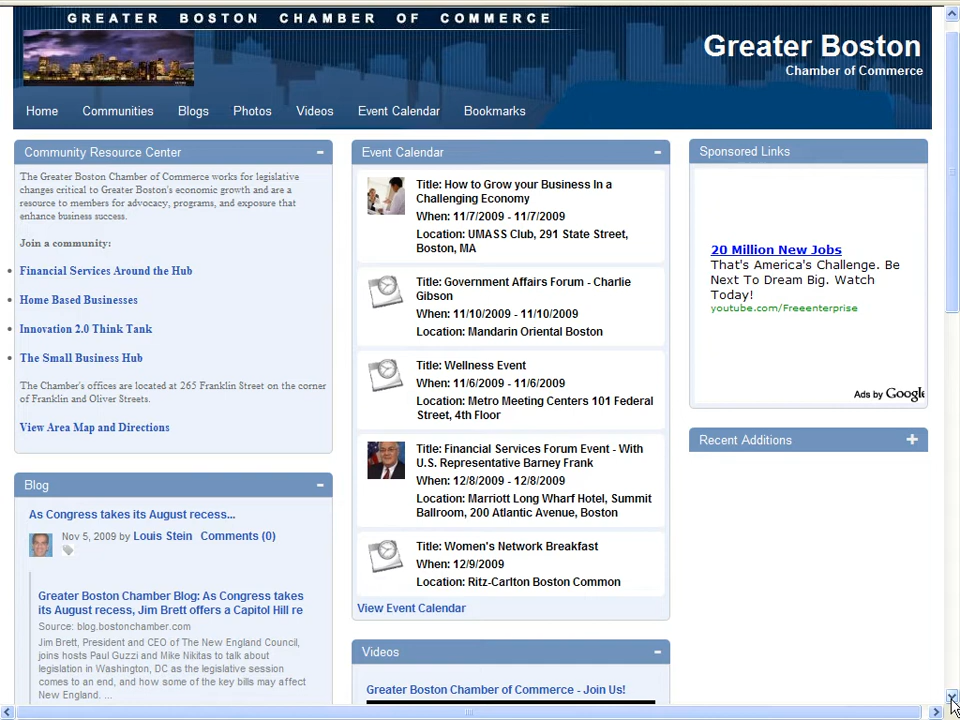 GREATER BOSTON CHAMBER OF COMMERCE
Greater Boston
Chamber of Commerce
Home Communities Blogs Photos Videos Event Calendar Bookmarks
Community Resource Center
The Greater Boston Chamber of Commerce works for legislative
changes critical to Greater Boston's economic growth and are a
resource to members for advocacy, programs, and exposure that
enhance business success.
Join a community:
Financial Services Around the Hub
Home Based Businesses
Innovation 2.0 Think Tank
The Small Business Hub
The Chamber's offices are located at 265 Franklin Street on the corner
of Franklin and Oliver Streets.
View Area Map and Directions
Blog
As Congress takes its August recess...
Nov 5, 2009 by Louis Stein Comments (0)
Greater Boston Chamber Blog: As Congress takes
its August recess, Jim Brett offers a Capitol Hill re
Source: blog.bostonchamber.com
Jim Brett, President and CEO of The New England Council,
joins hosts Paul Guzzi and Mike Nikitas to talk about
legislation in Washington, DC as the legislative session
comes to an end, and how some of the key bills may affect
New England. ...
Event Calendar
Title: How to Grow your Business In a
Challenging Economy
When: 11/7/2009 - 11/7/2009
Location: UMASS Club, 291 State Street,
Boston, MA
Title: Government Affairs Forum - Charlie
Gibson
When: 11/10/2009 - 11/10/2009
Location: Mandarin Oriental Boston
Title: Wellness Event
When: 11/6/2009 - 11/6/2009
Location: Metro Meeting Centers 101 Federal
Street, 4th Floor
Title: Financial Services Forum Event - With
U.S. Representative Barney Frank
When: 12/8/2009 - 12/8/2009
Location: Marriott Long Wharf Hotel, Summit
Ballroom, 200 Atlantic Avenue, Boston
Title: Women's Network Breakfast
When: 12/9/2009
Location: Ritz-Carlton Boston Common
View Event Calendar
Videos
Greater Boston Chamber of Commerce - Join Us!
Sponsored Links
20 Million New Jobs
That's America's Challenge. Be
Next To Dream Big. Watch
Today!
youtube.com/Freeenterprise
Ads by Google
Recent Additions